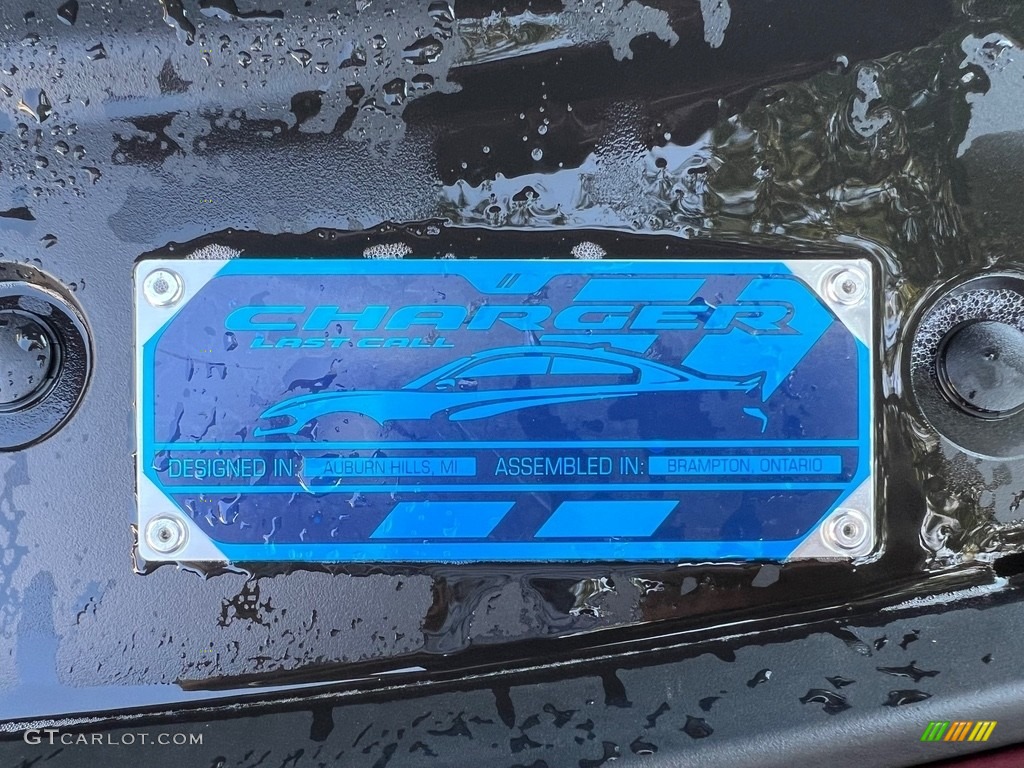 CHARGER
LAST CALL
DESIGNED IN: AUBURN HILLS, MI ASSEMBLED IN: BRAMPTON, ONTARIO
GTCARLOT.COM